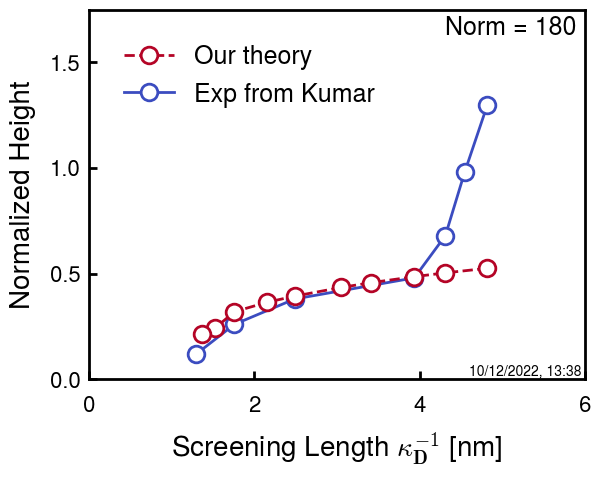 Norm = 180
Our theory
Exp from Kumar
Normalized Height
1.5
1.0
0.5
0.0
10/12/2022, 13:38
0 2 4 6
Screening Length κ_D^{-1} [nm]